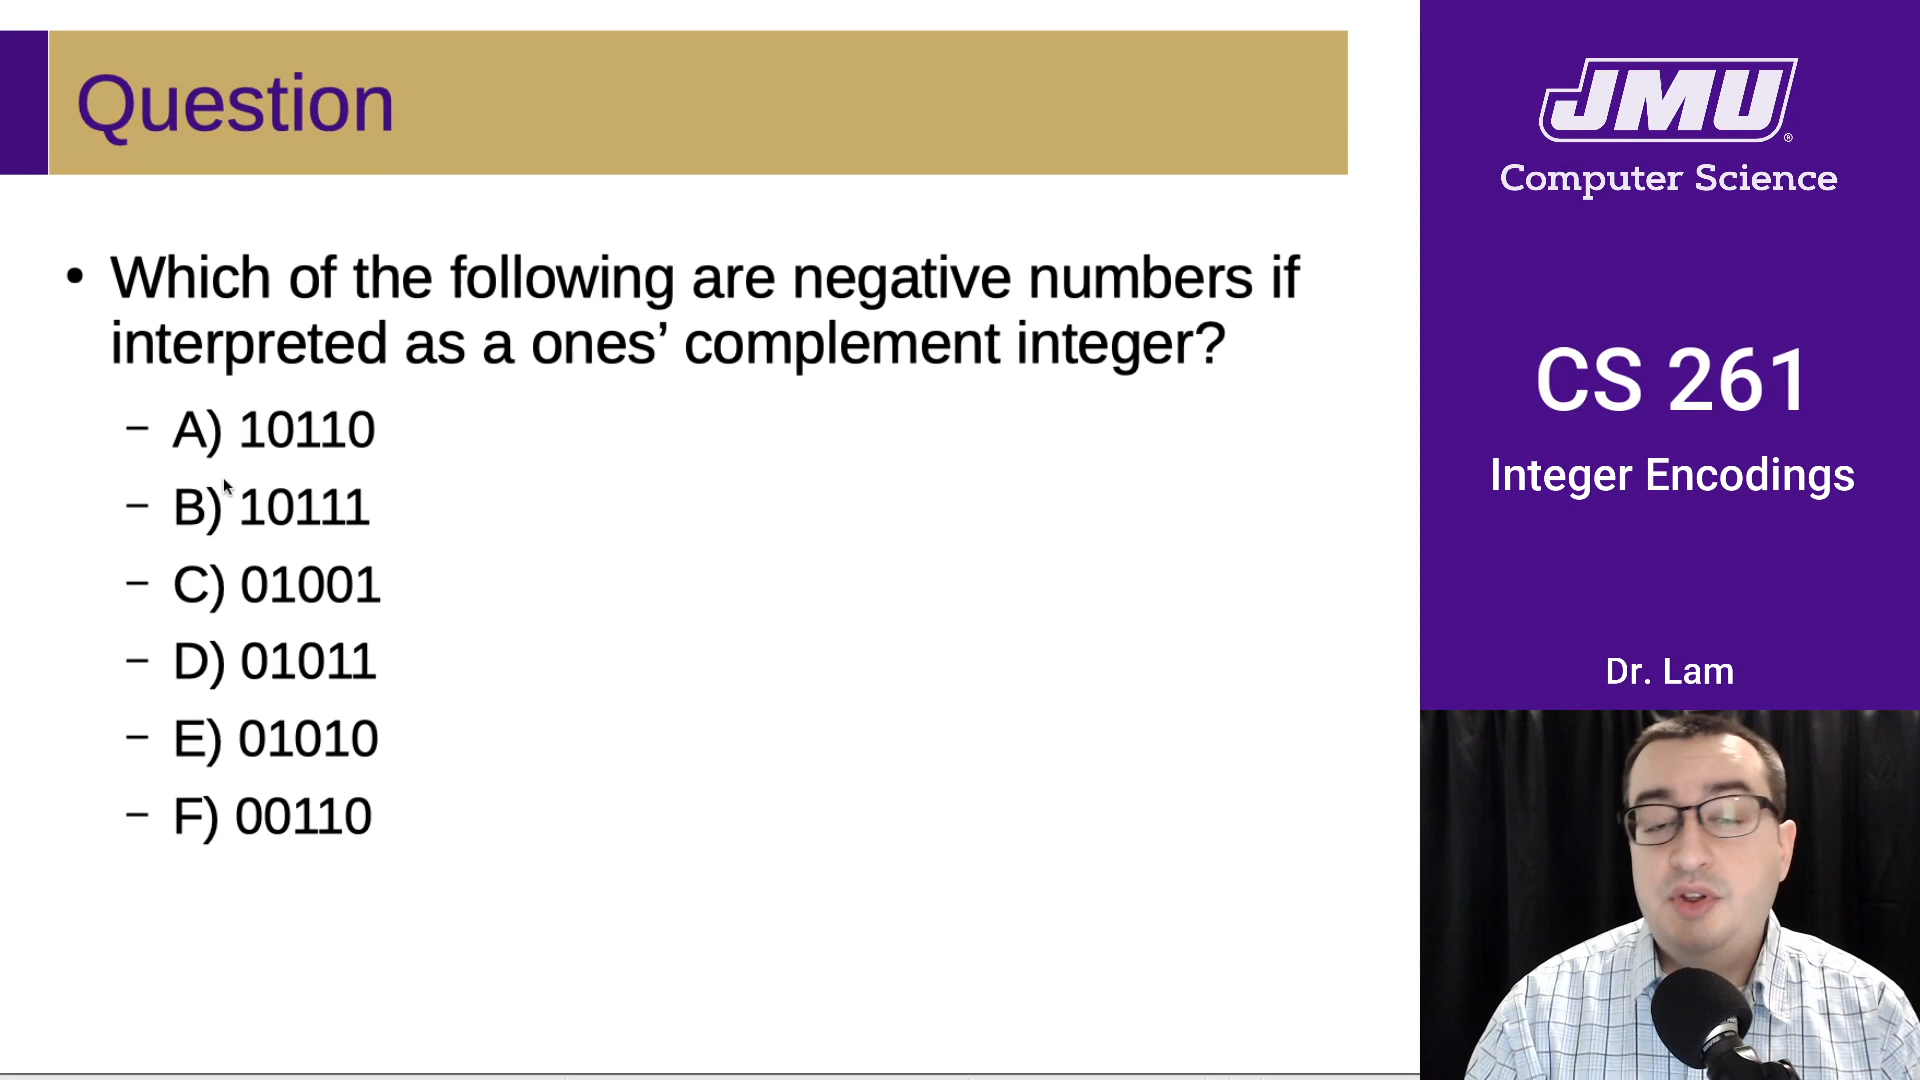 Question
• Which of the following are negative numbers if
interpreted as a ones’ complement integer?
– A) 10110
– B) 10111
– C) 01001
– D) 01011
– E) 01010
– F) 00110
JMU®
Computer Science
CS 261
Integer Encodings
Dr. Lam